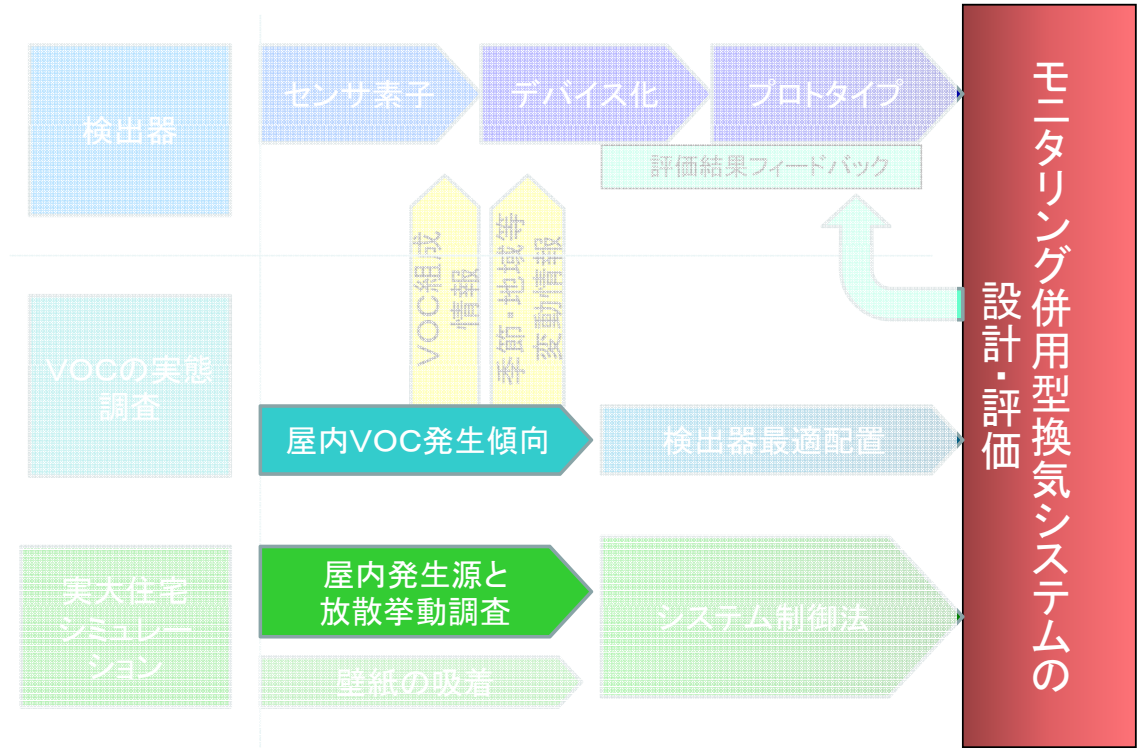 検出器
センサ素子
デバイス化
プロトタイプ
評価結果フィードバック
VOC組成
情報
季節・地域等
変動情報
VOCの実態
調査
屋内VOC発生傾向
検出器最適配置
実大住宅
シミュレー
ション
屋内発生源と
放散挙動調査
壁紙の吸着
システム制御法
モニタリング併用型換気システムの
設計・評価